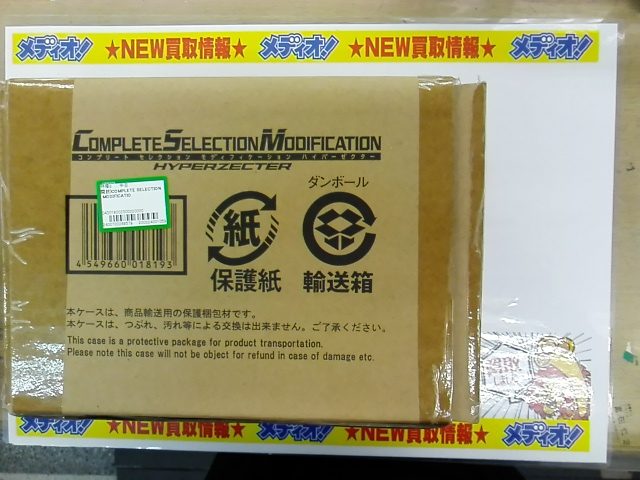 メディオ! ★NEW買取情報★ メディオ! ★NEW買取情報★ メディオ!
COMPLETE SELECTION MODIFICATION
コンプリート セレクション モディフィケーション ハイパーゼクター
HYPERZECTER
COMPLETE SELECTION
MODIFICATIO
4 549660 018193
紙
保護紙
ダンボール
輸送箱
本ケースは、商品輸送用の保護梱包材です。
本ケースは、つぶれ、汚れ等による交換は出来ません。ご了承ください。
This case is a protective package for product transportation.
Please note this case will not be object for refund in case of damage etc.
★NEW買取情報★ メディオ! ★NEW買取情報★ メディオ!